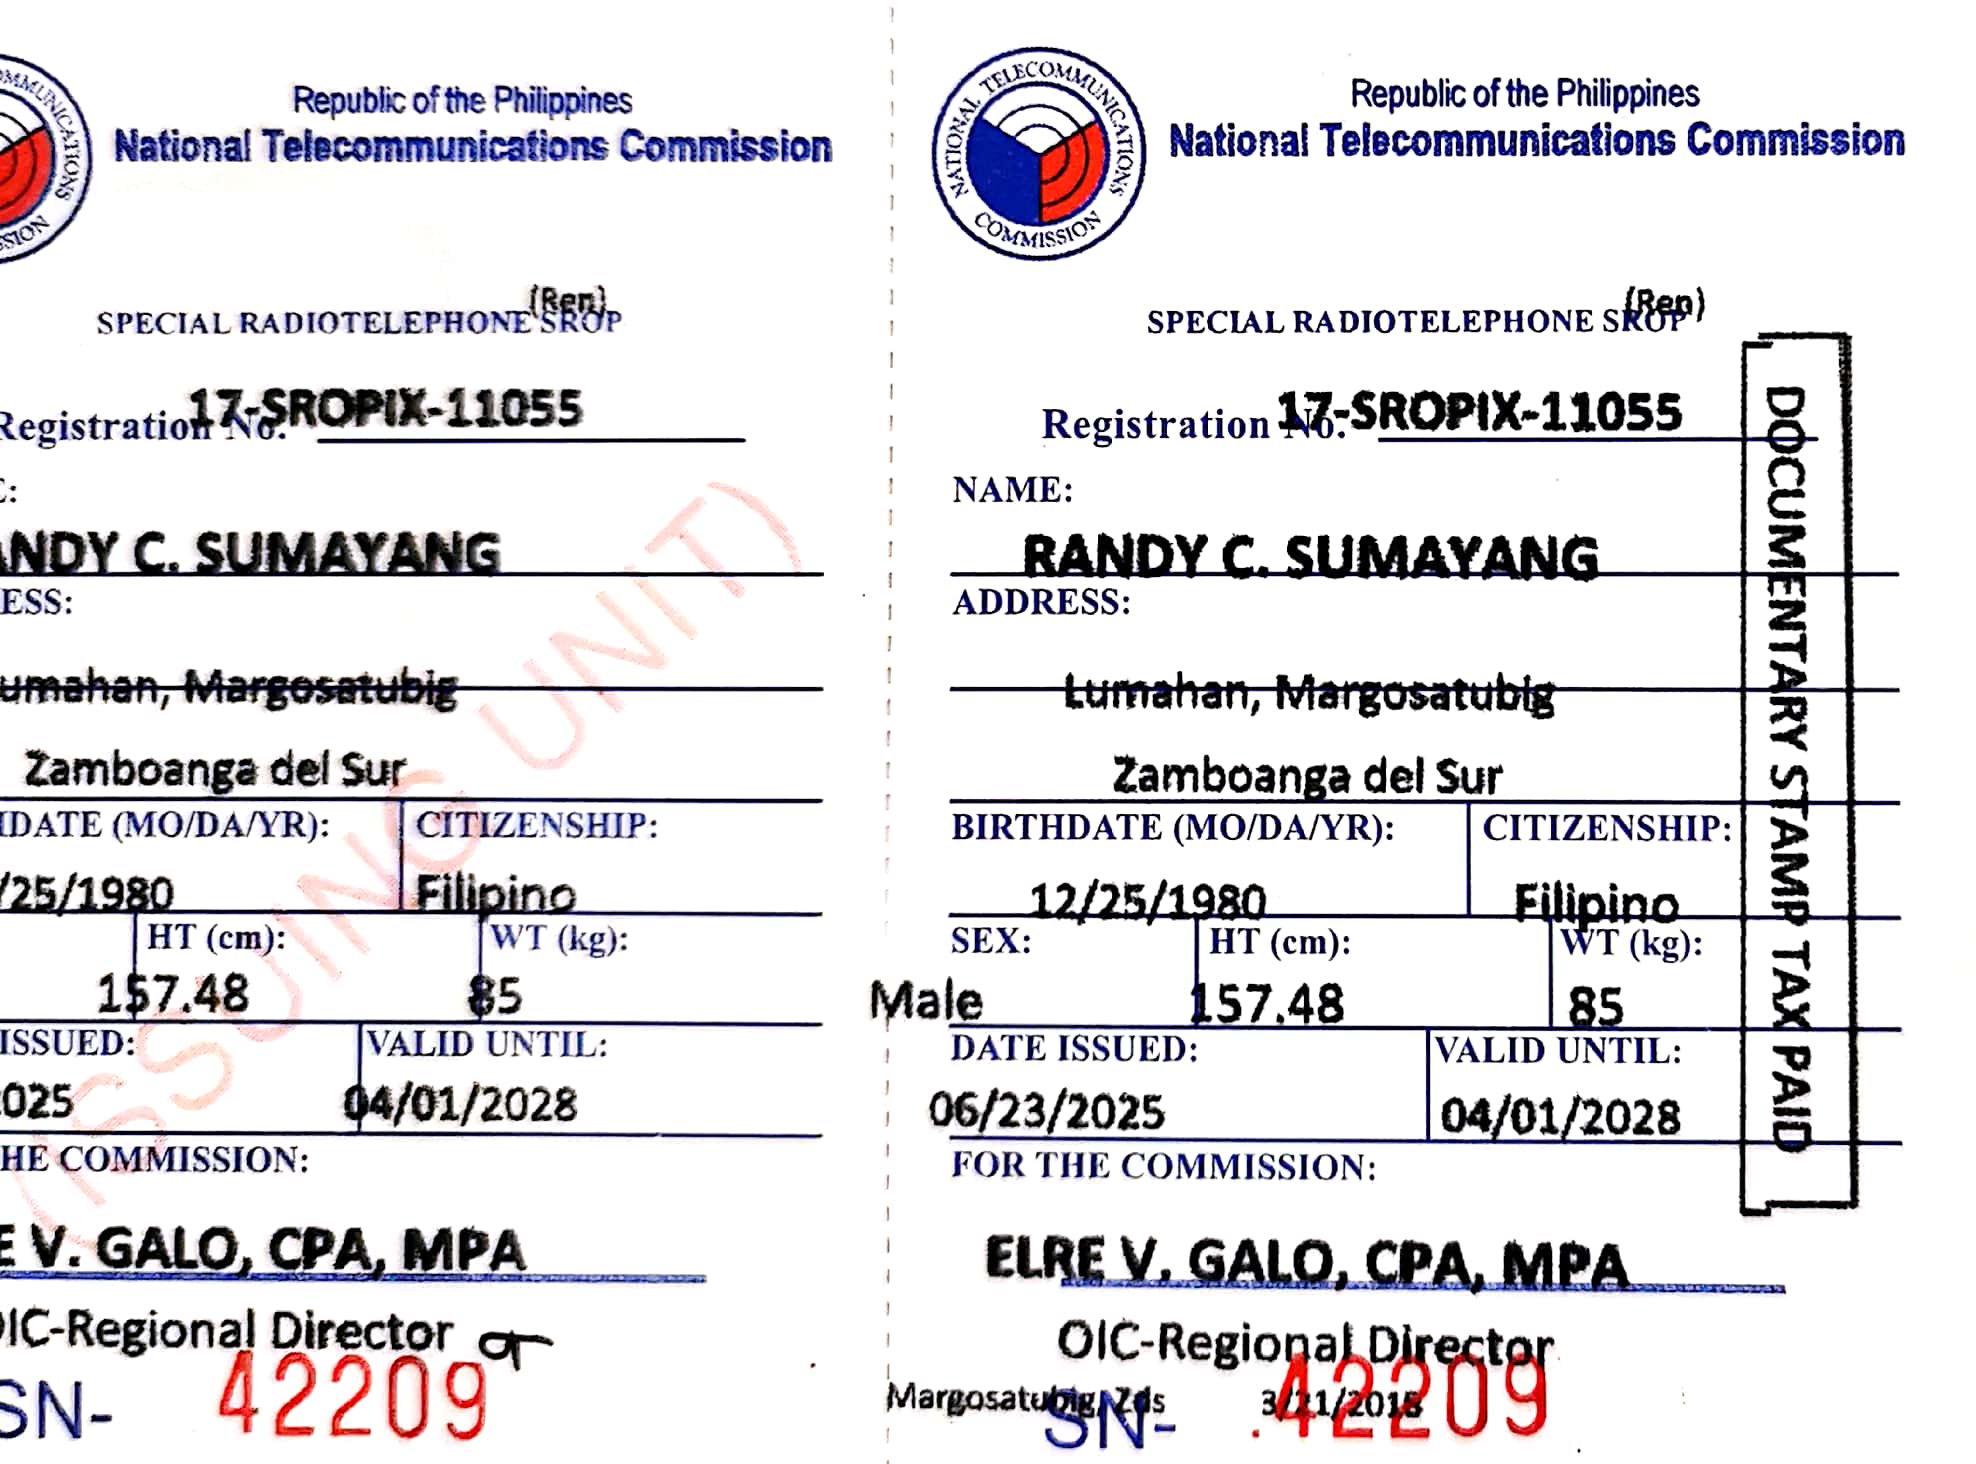 COMMUNICATIONS
SSION
Republic of the Philippines
National Telecommunications Commission
(Ren)
SPECIAL RADIOTELEPHONE SROP
17-SROPIX-11055
Registration No.
E:
ANDY C. SUMAYANG
ESS:
umahan, Margosatubig
Zamboanga del Sur
DATE (MO/DA/YR): CITIZENSHIP:
/25/1980 Filipino
HT (cm): WT (kg):
157.48 85
ISSUED: VALID UNTIL:
025 04/01/2028
HE COMMISSION:
E V. GALO, CPA, MPA
OIC-Regional Director
SN- 42209
(ISSUING UNIT)
NATIONAL TELECOMMUNICATIONS COMMISSION
Republic of the Philippines
National Telecommunications Commission
(Ren)
SPECIAL RADIOTELEPHONE SROP
17-SROPIX-11055
Registration No.
NAME:
RANDY C. SUMAYANG
ADDRESS:
Lumahan, Margosatubig
Zamboanga del Sur
BIRTHDATE (MO/DA/YR): CITIZENSHIP:
12/25/1980 Filipino
SEX: HT (cm): WT (kg):
Male 157.48 85
DATE ISSUED: VALID UNTIL:
06/23/2025 04/01/2028
FOR THE COMMISSION:
ELRE V. GALO, CPA, MPA
OIC-Regional Director
Margosatubig, Zds
SN- 42209
DOCUMENTARY STAMP TAX PAID